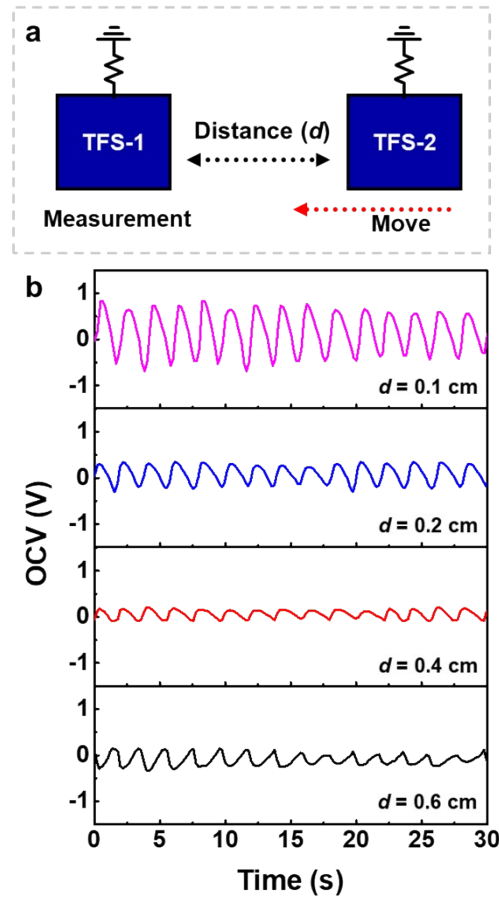 a
TFS-1
TFS-2
Distance (d)
Measurement
Move
b
1
0
-1
d = 0.1 cm
1
0
-1
d = 0.2 cm
1
0
-1
d = 0.4 cm
1
0
-1
d = 0.6 cm
OCV (V)
0 5 10 15 20 25 30
Time (s)